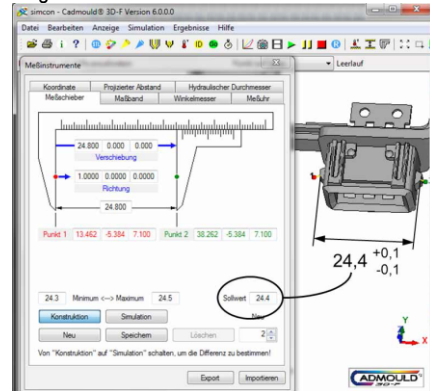 simcon - Cadmould® 3D-F Version 6.0.0.0
Datei Bearbeiten Anzeige Simulation Ergebnisse Hilfe
Meßinstrumente
Leerlauf
Koordinate Projizierter Abstand Hydraulischer Durchmesser
Meßschieber Maßband Winkelmesser Meßuhr
24.800 0.000 0.000
Verschiebung
1.0000 0.0000 0.0000
Richtung
24.800
Punkt 1 13.462 -5.384 7.100 Punkt 2 38.262 -5.384 7.100
24,4 +0,1 -0,1
24.3 Minimum <--> Maximum 24.5 Sollwert 24.4
Konstruktion Simulation Neu
Neu Speichern Löschen 2
Von "Konstruktion" auf "Simulation" schalten, um die Differenz zu bestimmen!
Export Importieren
Y
Z
X
CADMOULD®
3D-F